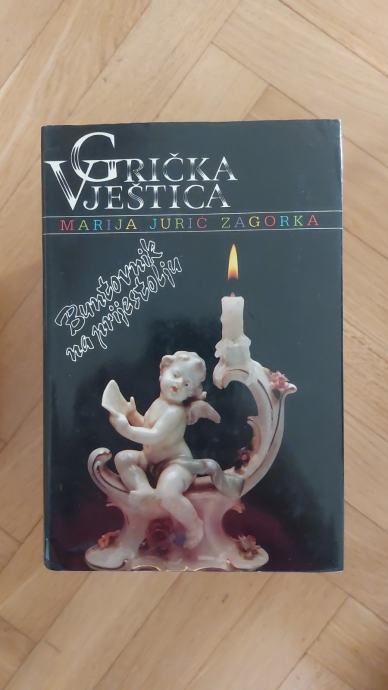 GRIČKA
VJEŠTICA
MARIJA JURIĆ ZAGORKA
Buntovnik
na prijestolju